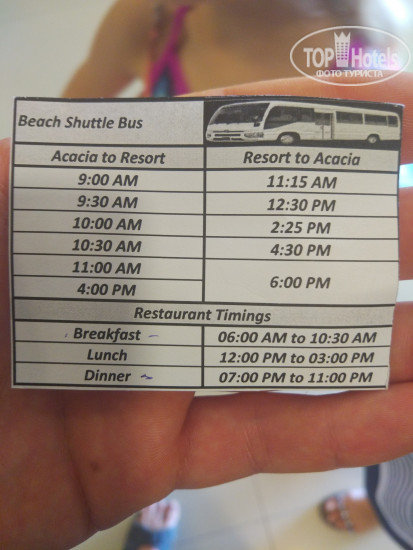 TOP Hotels
ФОТО ТУРИСТА
Beach Shuttle Bus
Acacia to Resort Resort to Acacia
9:00 AM 11:15 AM
9:30 AM 12:30 PM
10:00 AM 2:25 PM
10:30 AM 4:30 PM
11:00 AM 6:00 PM
4:00 PM
Restaurant Timings
Breakfast 06:00 AM to 10:30 AM
Lunch 12:00 PM to 03:00 PM
Dinner 07:00 PM to 11:00 PM